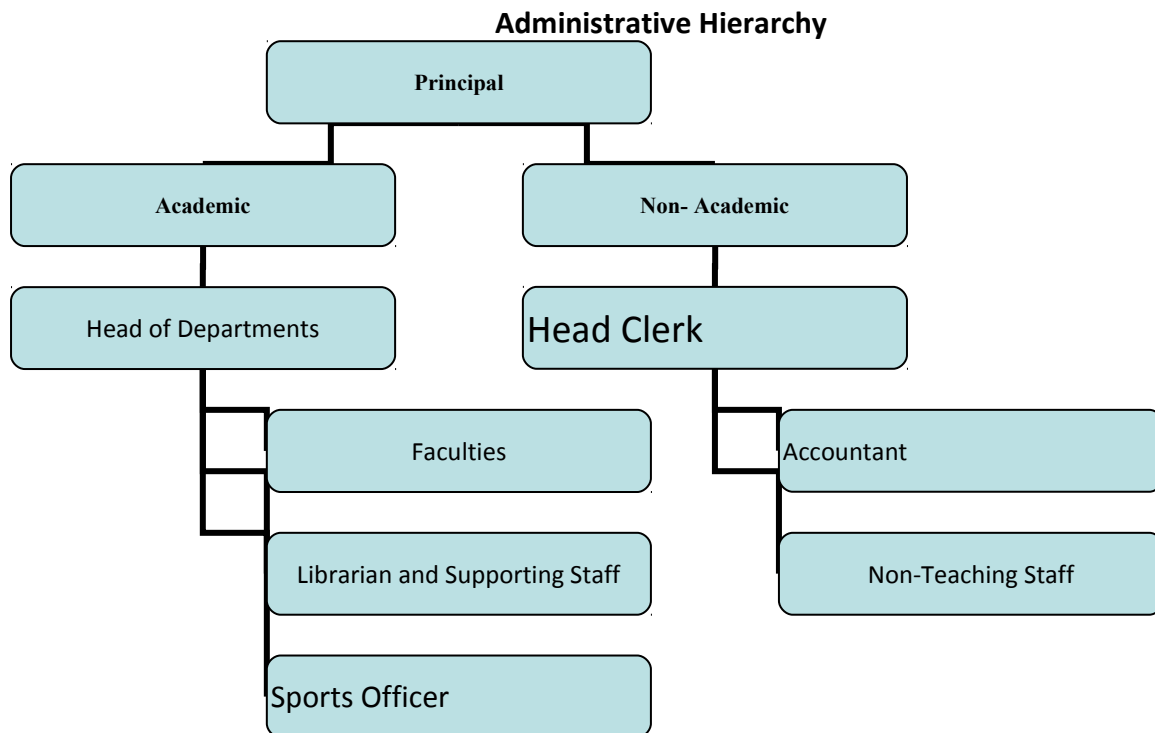 Administrative Hierarchy
Principal
Academic
Non- Academic
Head of Departments
Head Clerk
Faculties
Accountant
Librarian and Supporting Staff
Non-Teaching Staff
Sports Officer